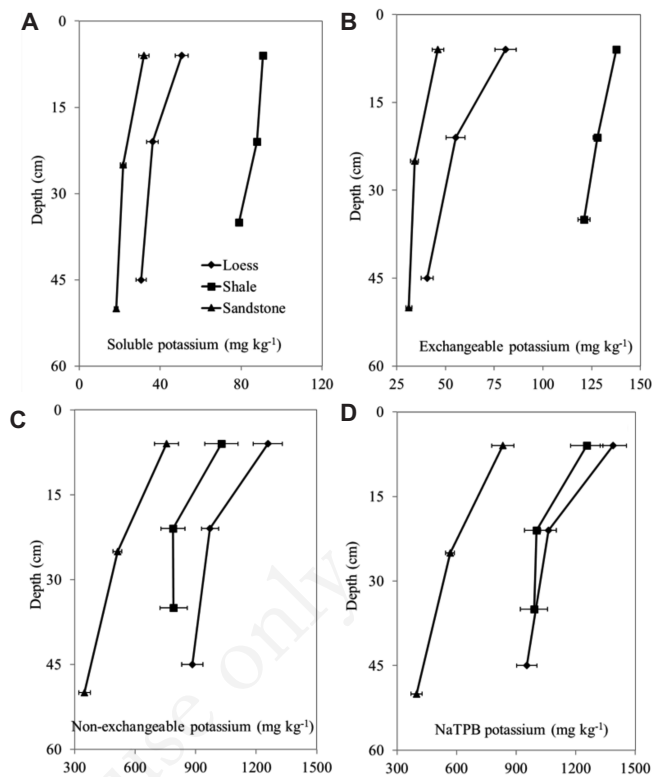 A
0
15
30
45
60
Depth (cm)
Loess
Shale
Sandstone
Soluble potassium (mg kg-1)
0 40 80 120
B
0
15
30
45
60
Depth (cm)
Exchangeable potassium (mg kg-1)
25 50 75 100 125 150
C
0
15
30
45
60
Depth (cm)
Non-exchangeable potassium (mg kg-1)
300 600 900 1200 1500
D
0
15
30
45
60
Depth (cm)
NaTPB potassium (mg kg-1)
300 600 900 1200 1500
use only